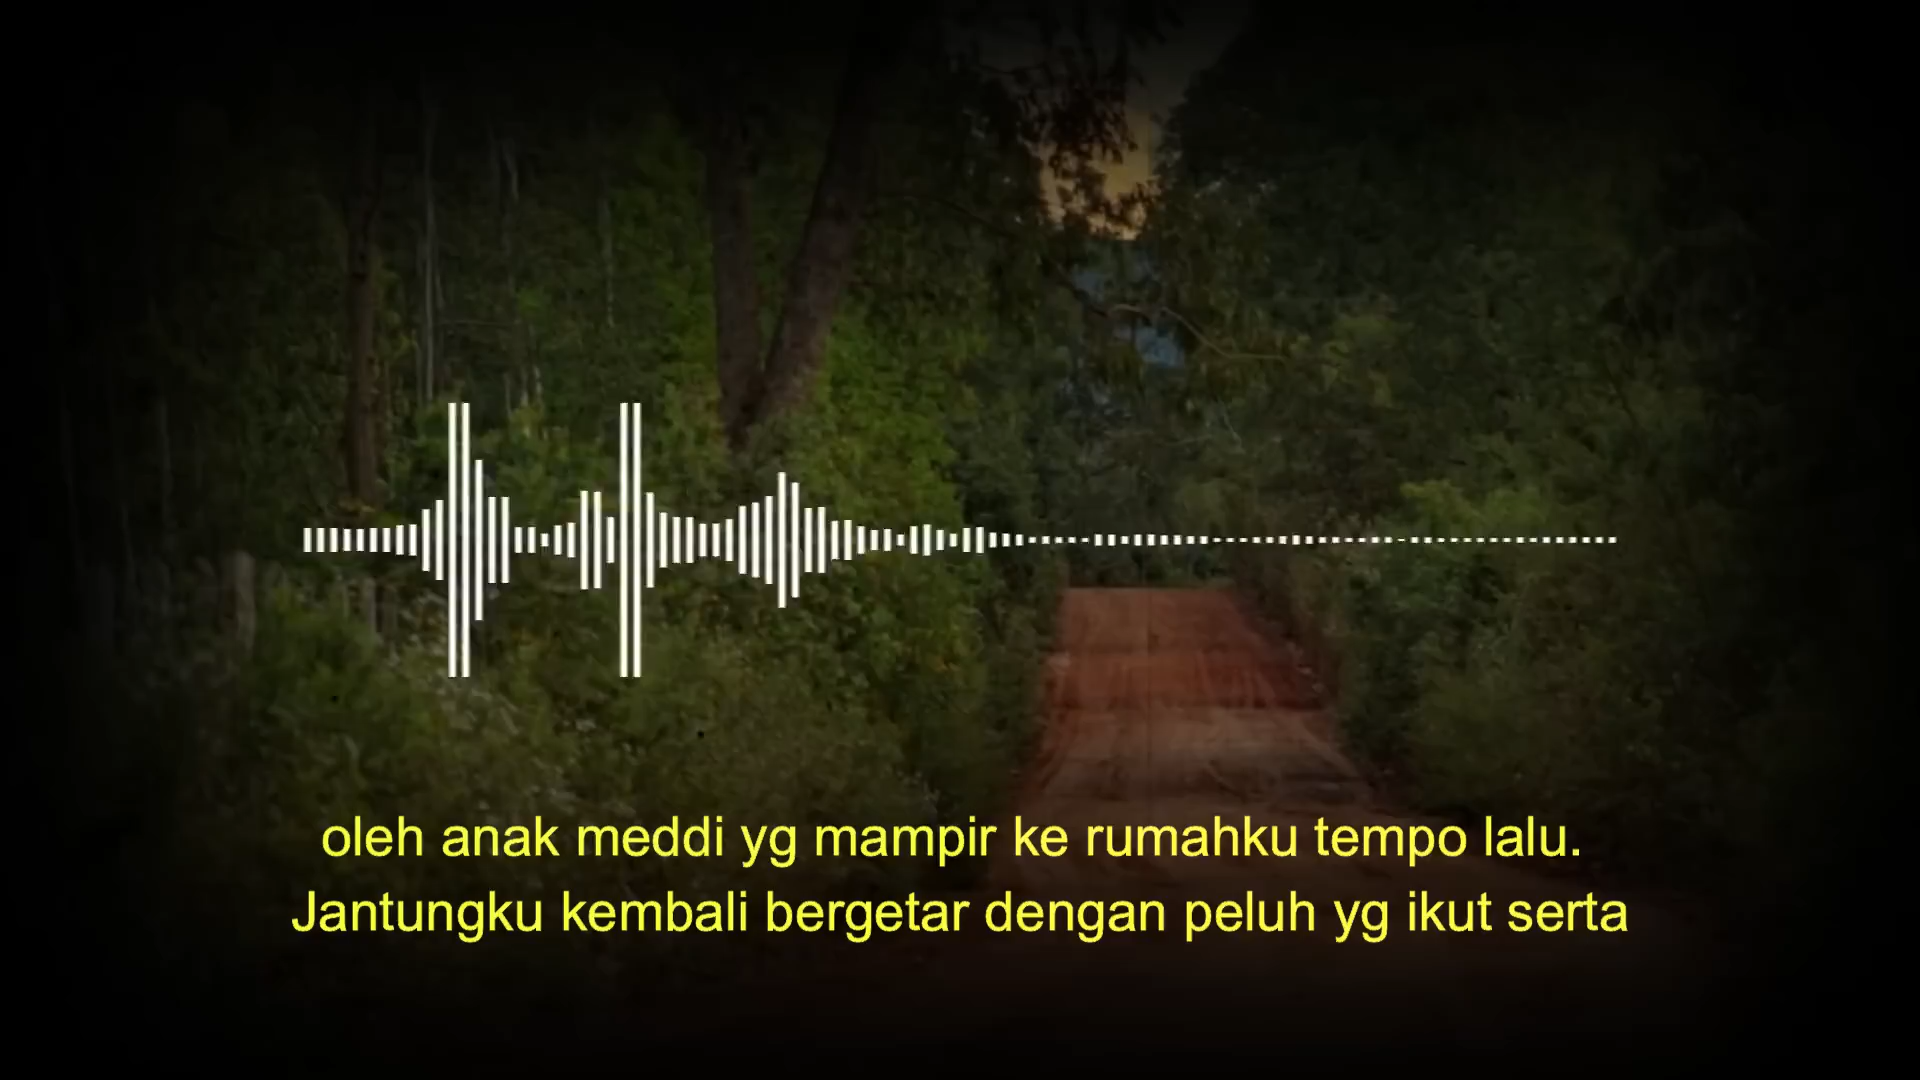 oleh anak meddi yg mampir ke rumahku tempo lalu.
Jantungku kembali bergetar dengan peluh yg ikut serta